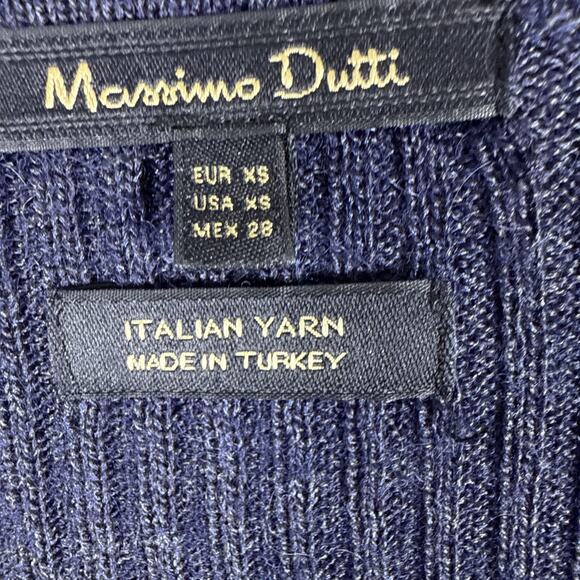 Massimo Dutti
EUR XS
USA XS
MEX 28
ITALIAN YARN
MADE IN TURKEY